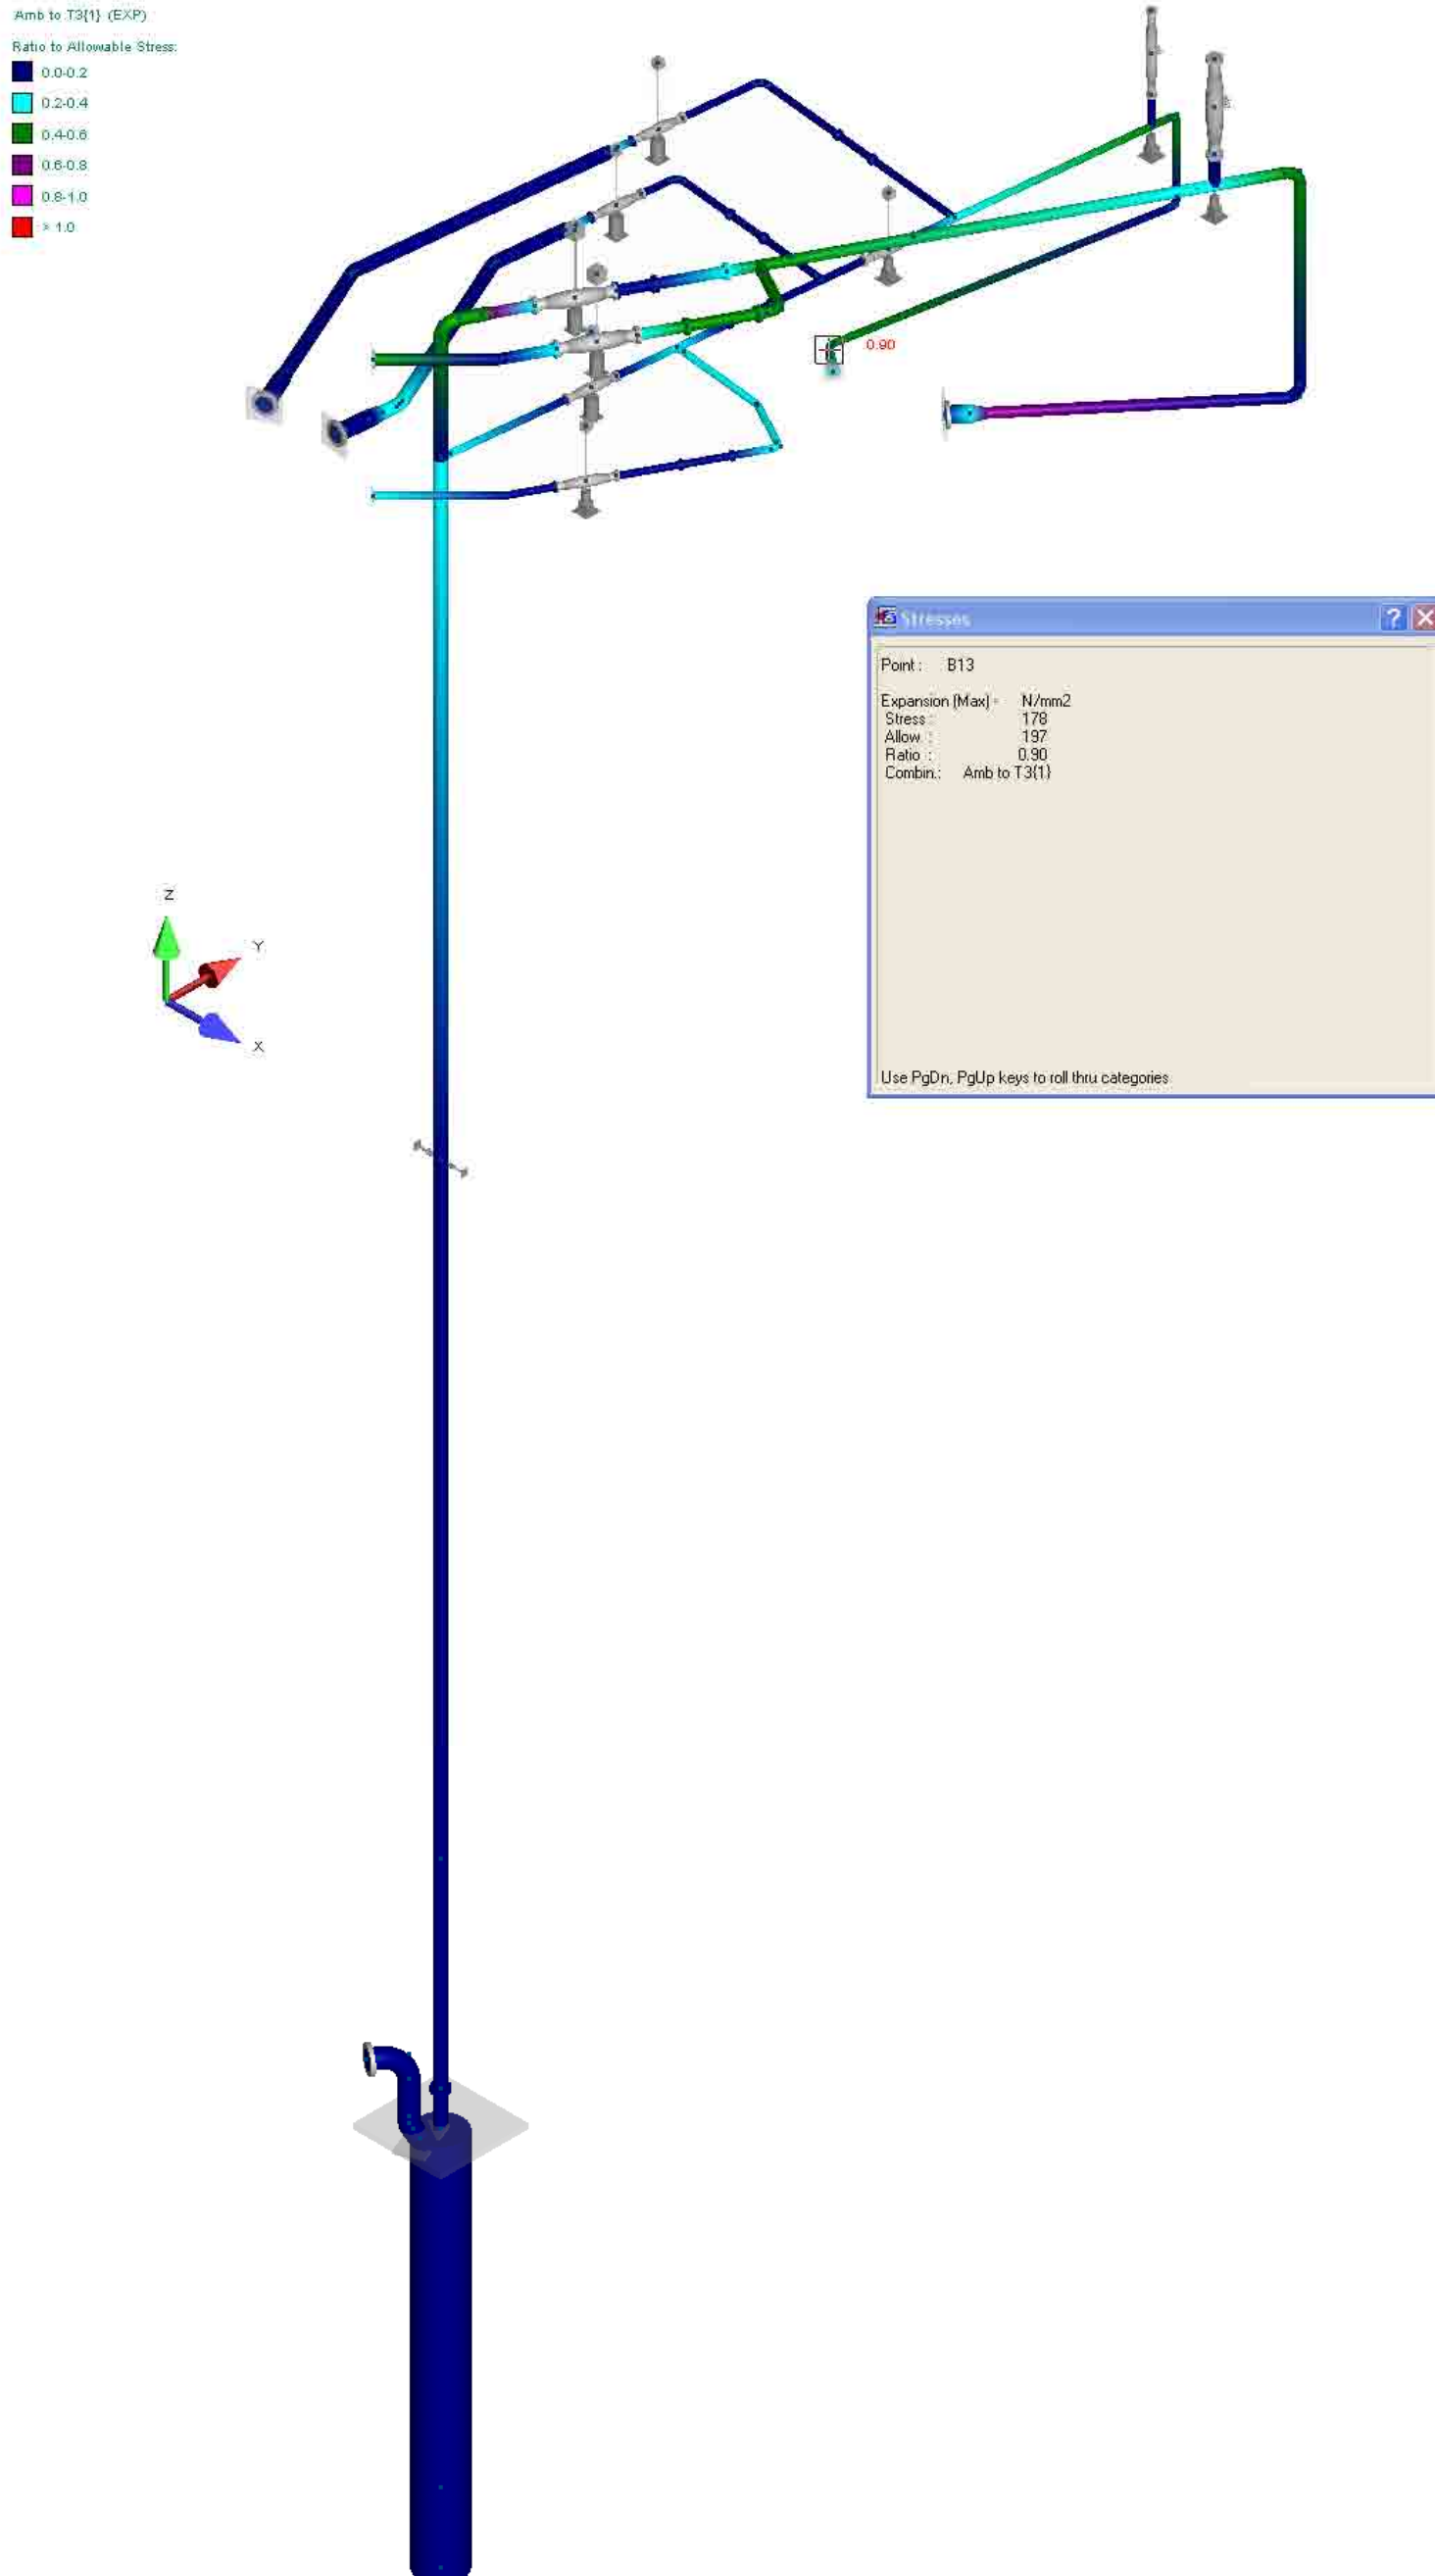 Amb to T3{1} (EXP)
Ratio to Allowable Stress:
0.0-0.2
0.2-0.4
0.4-0.6
0.6-0.8
0.8-1.0
> 1.0
0.90
Stresses
Point : B13
Expansion (Max) - N/mm2
Stress : 178
Allow. : 197
Ratio : 0.90
Combin.: Amb to T3{1}
Use PgDn, PgUp keys to roll thru categories
Z
Y
X